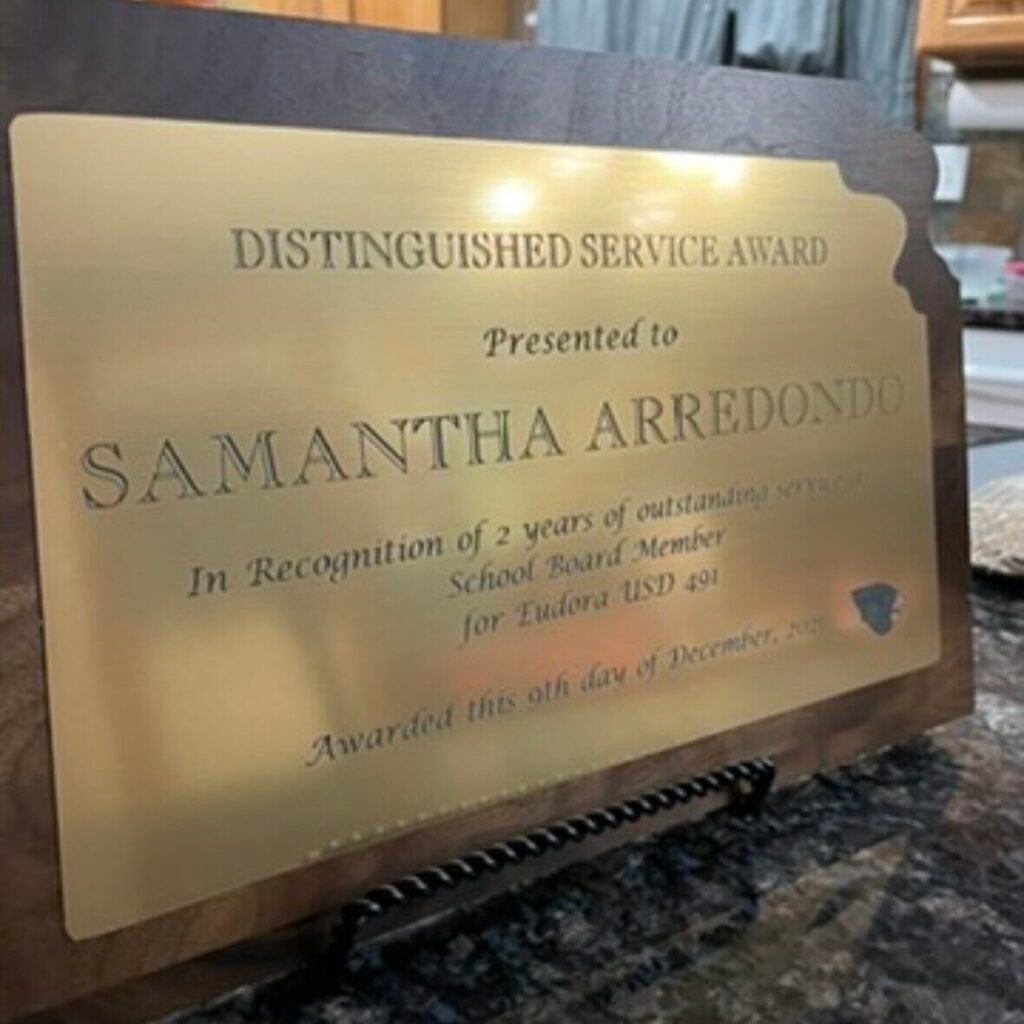 DISTINGUISHED SERVICE AWARD
Presented to
SAMANTHA ARREDONDO
In Recognition of 2 years of outstanding service
School Board Member
for Eudora USD 491
Awarded this 9th day of December,